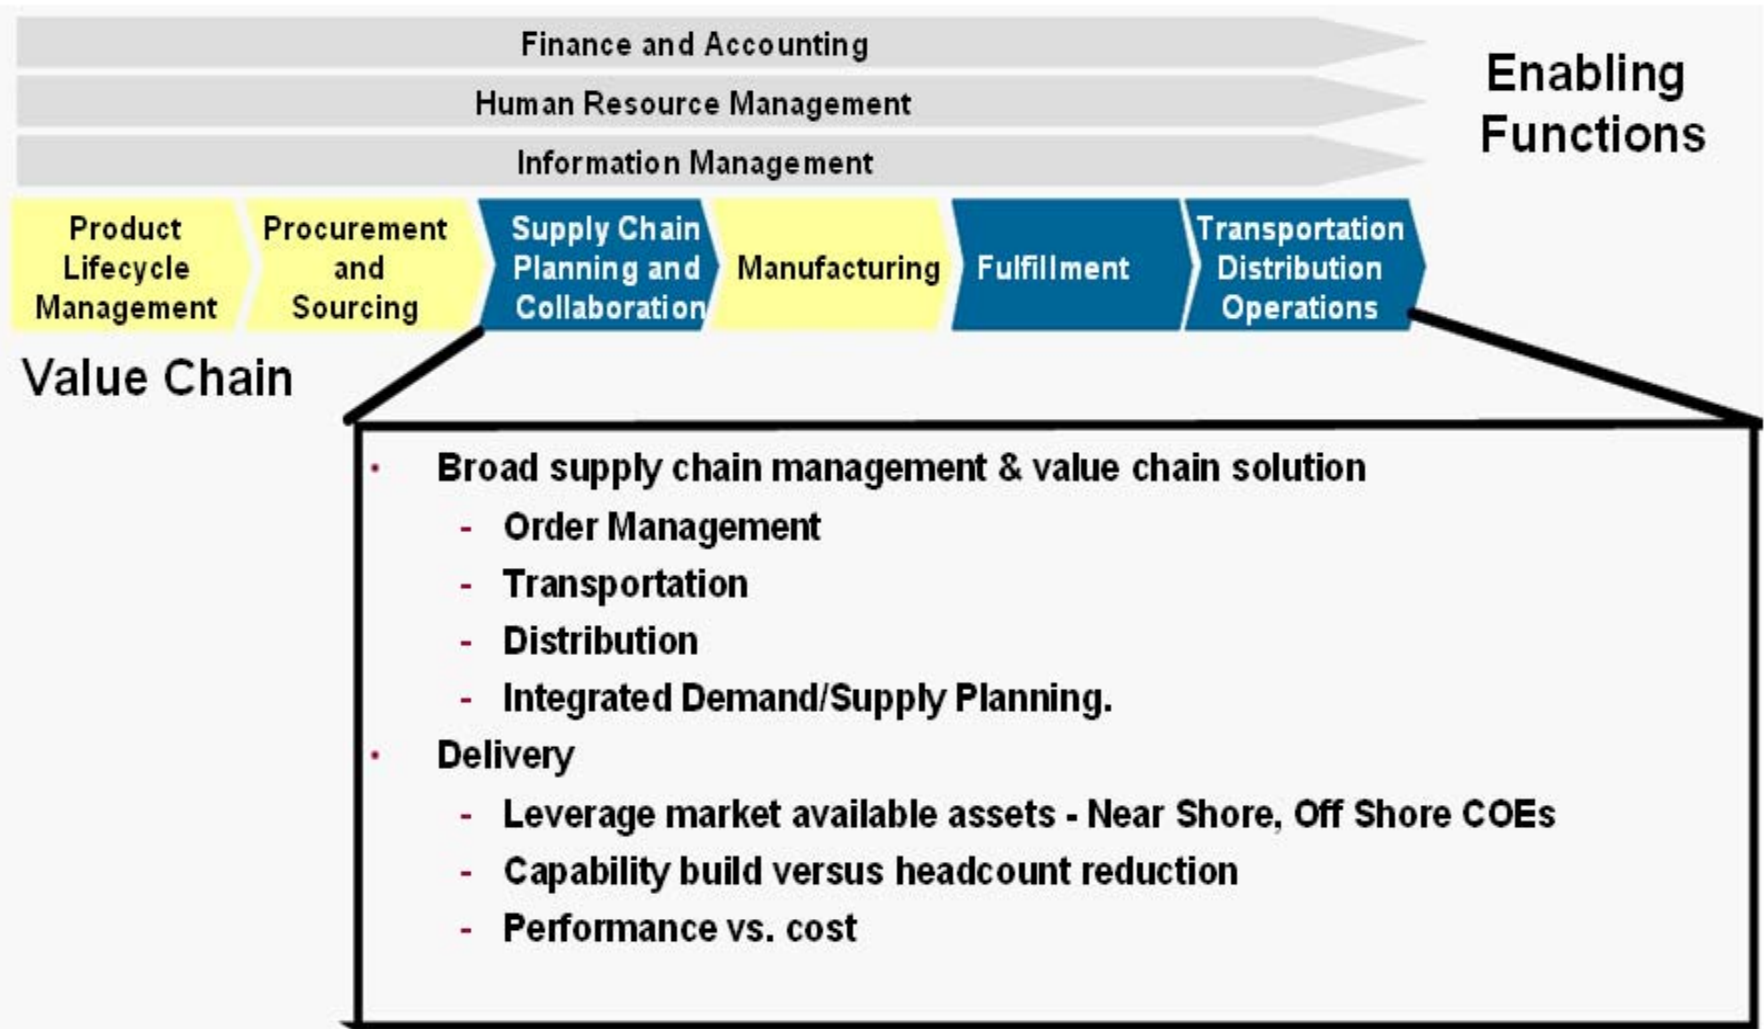 Finance and Accounting
Human Resource Management
Information Management
Enabling
Functions
Product
Lifecycle
Management
Procurement
and
Sourcing
Supply Chain
Planning and
Collaboration
Manufacturing
Fulfillment
Transportation
Distribution
Operations
Value Chain
· Broad supply chain management & value chain solution
- Order Management
- Transportation
- Distribution
- Integrated Demand/Supply Planning.
· Delivery
- Leverage market available assets - Near Shore, Off Shore COEs
- Capability build versus headcount reduction
- Performance vs. cost